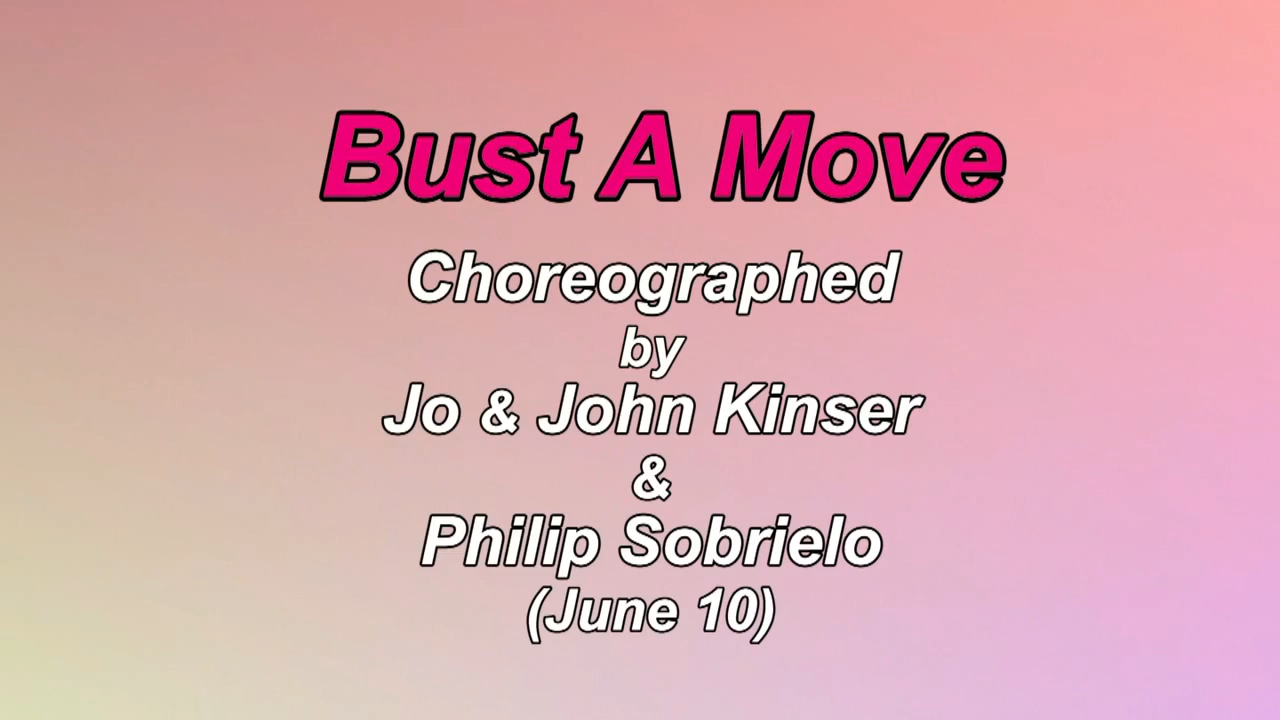 Bust A Move
Choreographed
by
Jo & John Kinser
&
Philip Sobrielo
(June 10)